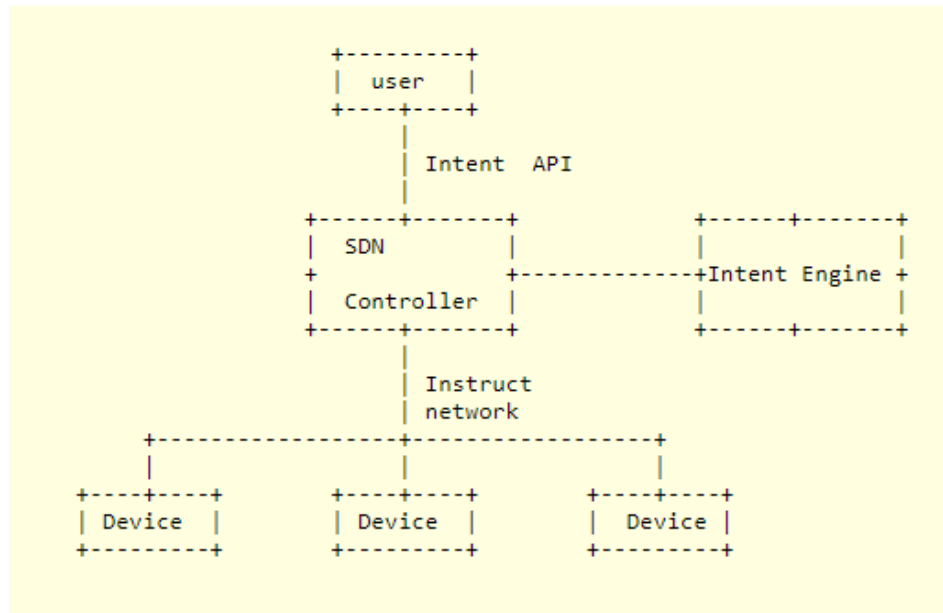 user
Intent API
SDN
Intent Engine
Controller
Instruct
network
Device Device Device